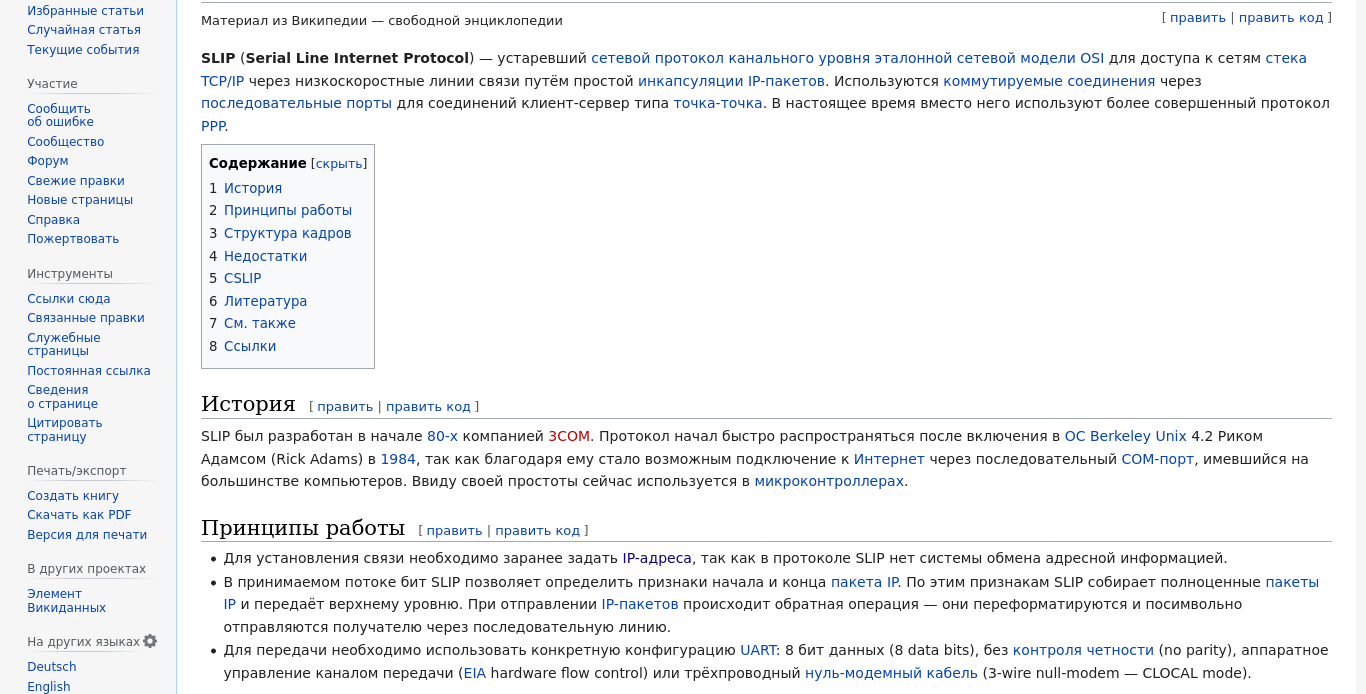 Избранные статьи
Случайная статья
Текущие события
Участие
Сообщить
об ошибке
Сообщество
Форум
Свежие правки
Новые страницы
Справка
Пожертвовать
Инструменты
Ссылки сюда
Связанные правки
Служебные
страницы
Постоянная ссылка
Сведения
о странице
Цитировать
страницу
Печать/экспорт
Создать книгу
Скачать как PDF
Версия для печати
В других проектах
Элемент
Викиданных
На других языках
Deutsch
English
Материал из Википедии — свободной энциклопедии
[ править | править код ]
SLIP (Serial Line Internet Protocol) — устаревший сетевой протокол канального уровня эталонной сетевой модели OSI для доступа к сетям стека
TCP/IP через низкоскоростные линии связи путём простой инкапсуляции IP-пакетов. Используются коммутируемые соединения через
последовательные порты для соединений клиент-сервер типа точка-точка. В настоящее время вместо него используют более совершенный протокол
PPP.
Содержание [скрыть]
1 История
2 Принципы работы
3 Структура кадров
4 Недостатки
5 CSLIP
6 Литература
7 См. также
8 Ссылки
История [ править | править код ]
SLIP был разработан в начале 80-х компанией 3COM. Протокол начал быстро распространяться после включения в ОС Berkeley Unix 4.2 Риком
Адамсом (Rick Adams) в 1984, так как благодаря ему стало возможным подключение к Интернет через последовательный COM-порт, имевшийся на
большинстве компьютеров. Ввиду своей простоты сейчас используется в микроконтроллерах.
Принципы работы [ править | править код ]
• Для установления связи необходимо заранее задать IP-адреса, так как в протоколе SLIP нет системы обмена адресной информацией.
• В принимаемом потоке бит SLIP позволяет определить признаки начала и конца пакета IP. По этим признакам SLIP собирает полноценные пакеты
IP и передаёт верхнему уровню. При отправлении IP-пакетов происходит обратная операция — они переформатируются и посимвольно
отправляются получателю через последовательную линию.
• Для передачи необходимо использовать конкретную конфигурацию UART: 8 бит данных (8 data bits), без контроля четности (no parity), аппаратное
управление каналом передачи (EIA hardware flow control) или трёхпроводный нуль-модемный кабель (3-wire null-modem — CLOCAL mode).